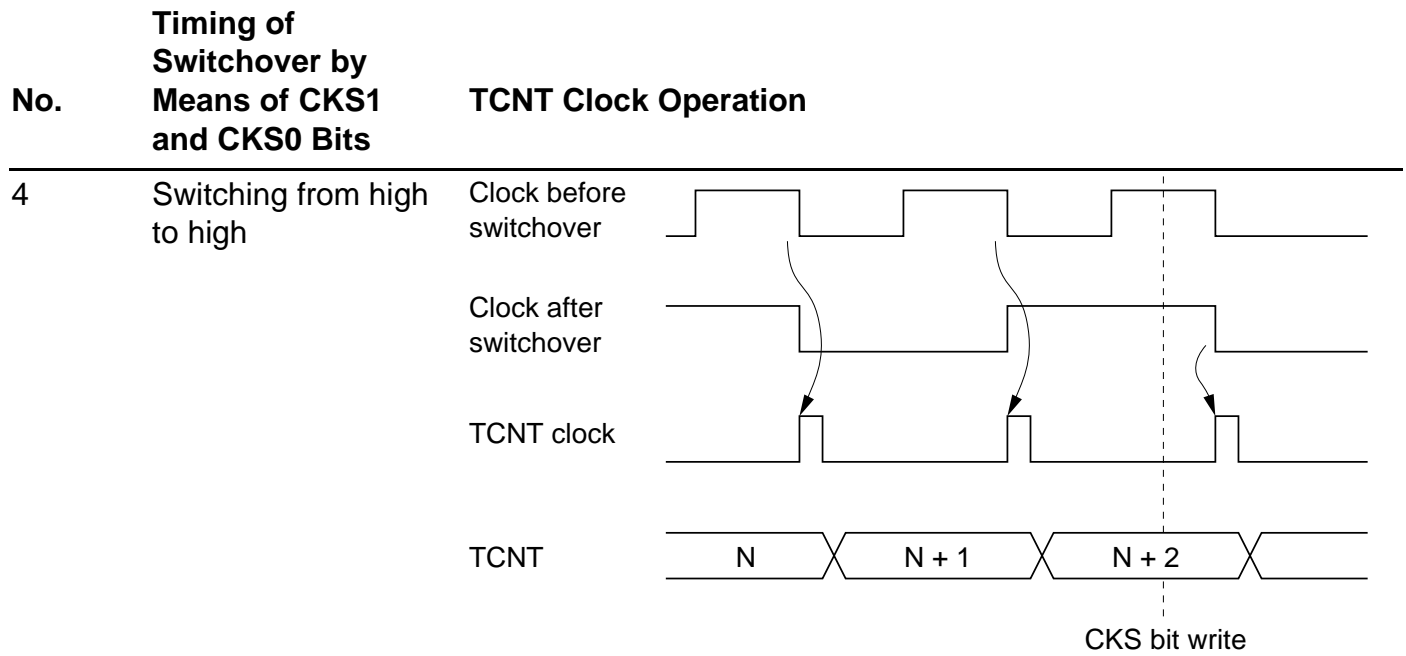 Timing of
Switchover by
No. Means of CKS1 TCNT Clock Operation
and CKS0 Bits
4 Switching from high Clock before
to high switchover
Clock after
switchover
TCNT clock
TCNT N N + 1 N + 2
CKS bit write